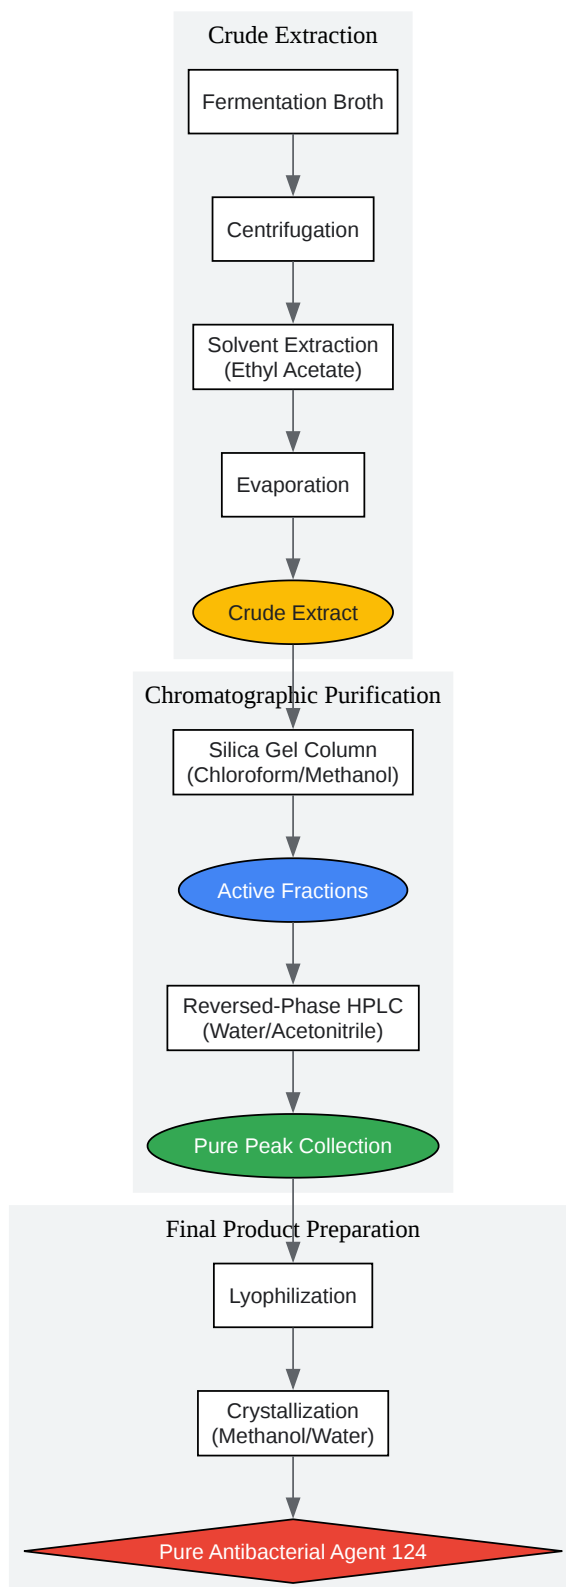 Crude Extraction
Fermentation Broth
Centrifugation
Solvent Extraction
(Ethyl Acetate)
Evaporation
Crude Extract
Chromatographic Purification
Silica Gel Column
(Chloroform/Methanol)
Active Fractions
Reversed-Phase HPLC
(Water/Acetonitrile)
Pure Peak Collection
Final Product Preparation
Lyophilization
Crystallization
(Methanol/Water)
Pure Antibacterial Agent 124